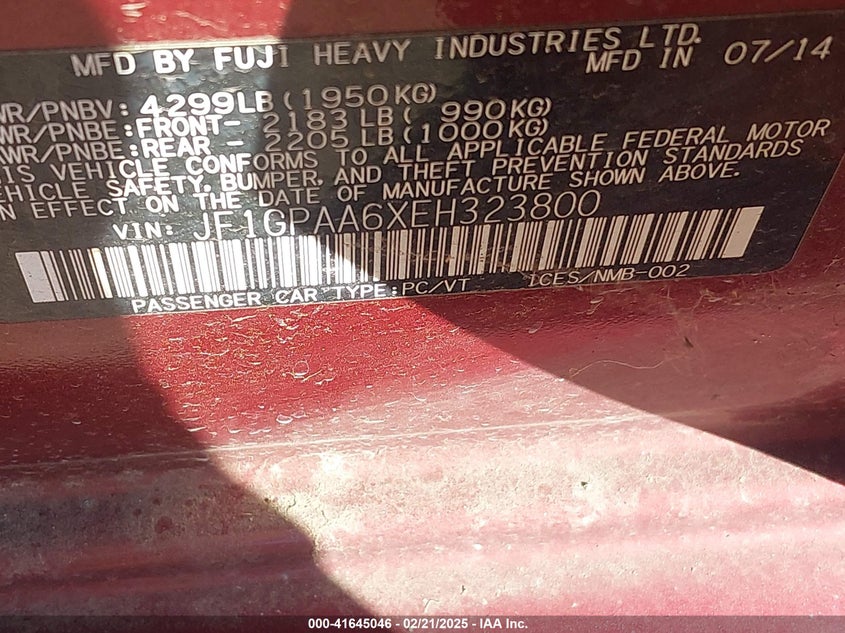 MFD BY FUJI HEAVY INDUSTRIES LTD.
MFD IN 07/14
WR/PNBV: 4299LB (1950KG)
WR/PNBE: FRONT- 2183 LB ( 990KG)
AWR/PNBE: REAR - 2205 LB (1000KG)
IS VEHICLE CONFORMS TO ALL APPLICABLE FEDERAL MOTOR
EHICLE SAFETY, BUMPER, AND THEFT PREVENTION STANDARDS
N EFFECT ON THE DATE OF MANUFACTURE SHOWN ABOVE.
VIN: JF1GPAA6XEH323800
PASSENGER CAR TYPE: PC/VT ICES/NMB-002
000-41645046 - 02/21/2025 - IAA Inc.